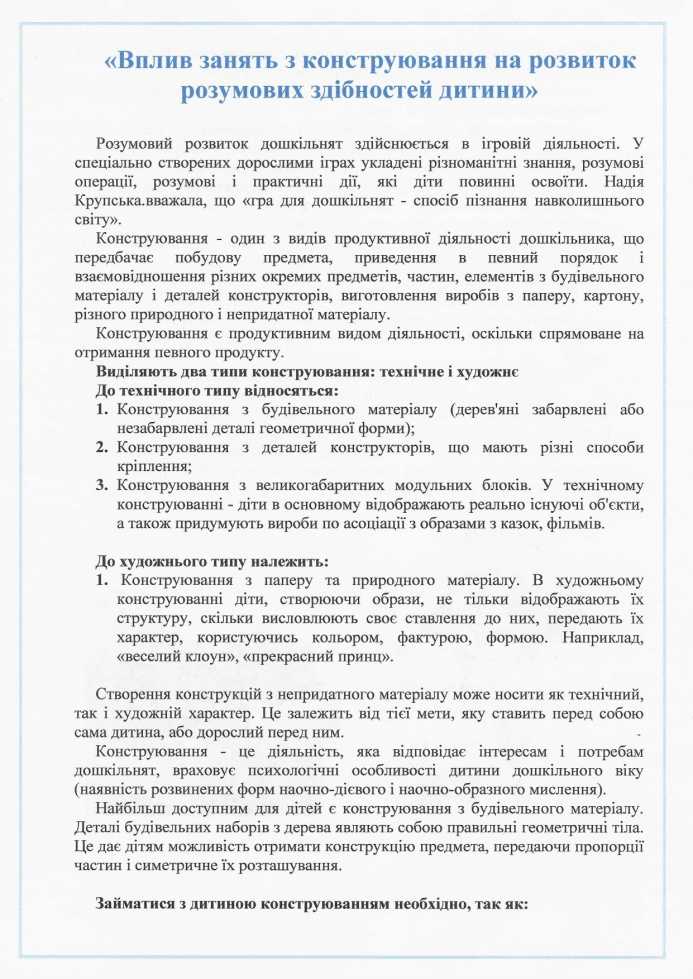 «Вплив занять з конструювання на розвиток
розумових здібностей дитини»
Розумовий розвиток дошкільнят здійснюється в ігровій діяльності. У
спеціально створених дорослими іграх укладені різноманітні знання, розумові
операції, розумові і практичні дії, які діти повинні освоїти. Надія
Крупська.вважала, що «гра для дошкільнят - спосіб пізнання навколишнього
світу».
Конструювання - один з видів продуктивної діяльності дошкільника, що
передбачає побудову предмета, приведення в певний порядок і
взаємовідношення різних окремих предметів, частин, елементів з будівельного
матеріалу і деталей конструкторів, виготовлення виробів з паперу, картону,
різного природного і непридатної матеріалу.
Конструювання є продуктивним видом діяльності, оскільки спрямоване на
отримання певного продукту.
Виділяють два типи конструювання: технічне і художнє
До технічного типу відносяться:
1. Конструювання з будівельного матеріалу (дерев'яні забарвлені або
незабарвлені деталі геометричної форми);
2. Конструювання з деталей конструкторів, що мають різні способи
кріплення;
3. Конструювання з великогабаритних модульних блоків. У технічному
конструюванні - діти в основному відображають реально існуючі об'єкти,
а також придумують вироби по асоціації з образами з казок, фільмів.
До художнього типу належить:
1. Конструювання з паперу та природного матеріалу. В художньому
конструюванні діти, створюючи образи, не тільки відображають їх
структуру, скільки висловлюють своє ставлення до них, передають їх
характер, користуючись кольором, фактурою, формою. Наприклад,
«веселий клоун», «прекрасний принц».
Створення конструкцій з непридатного матеріалу може носити як технічний,
так і художній характер. Це залежить від тієї мети, яку ставить перед собою
сама дитина, або дорослий перед ним.
Конструювання - це діяльність, яка відповідає інтересам і потребам
дошкільнят, враховує психологічні особливості дитини дошкільного віку
(наявність розвинених форм наочно-дієвого і наочно-образного мислення).
Найбільш доступним для дітей є конструювання з будівельного матеріалу.
Деталі будівельних наборів з дерева являють собою правильні геометричні тіла.
Це дає дітям можливість отримати конструкцію предмета, передаючи пропорції
частин і симетричне їх розташування.
Займатися з дитиною конструюванням необхідно, так як: